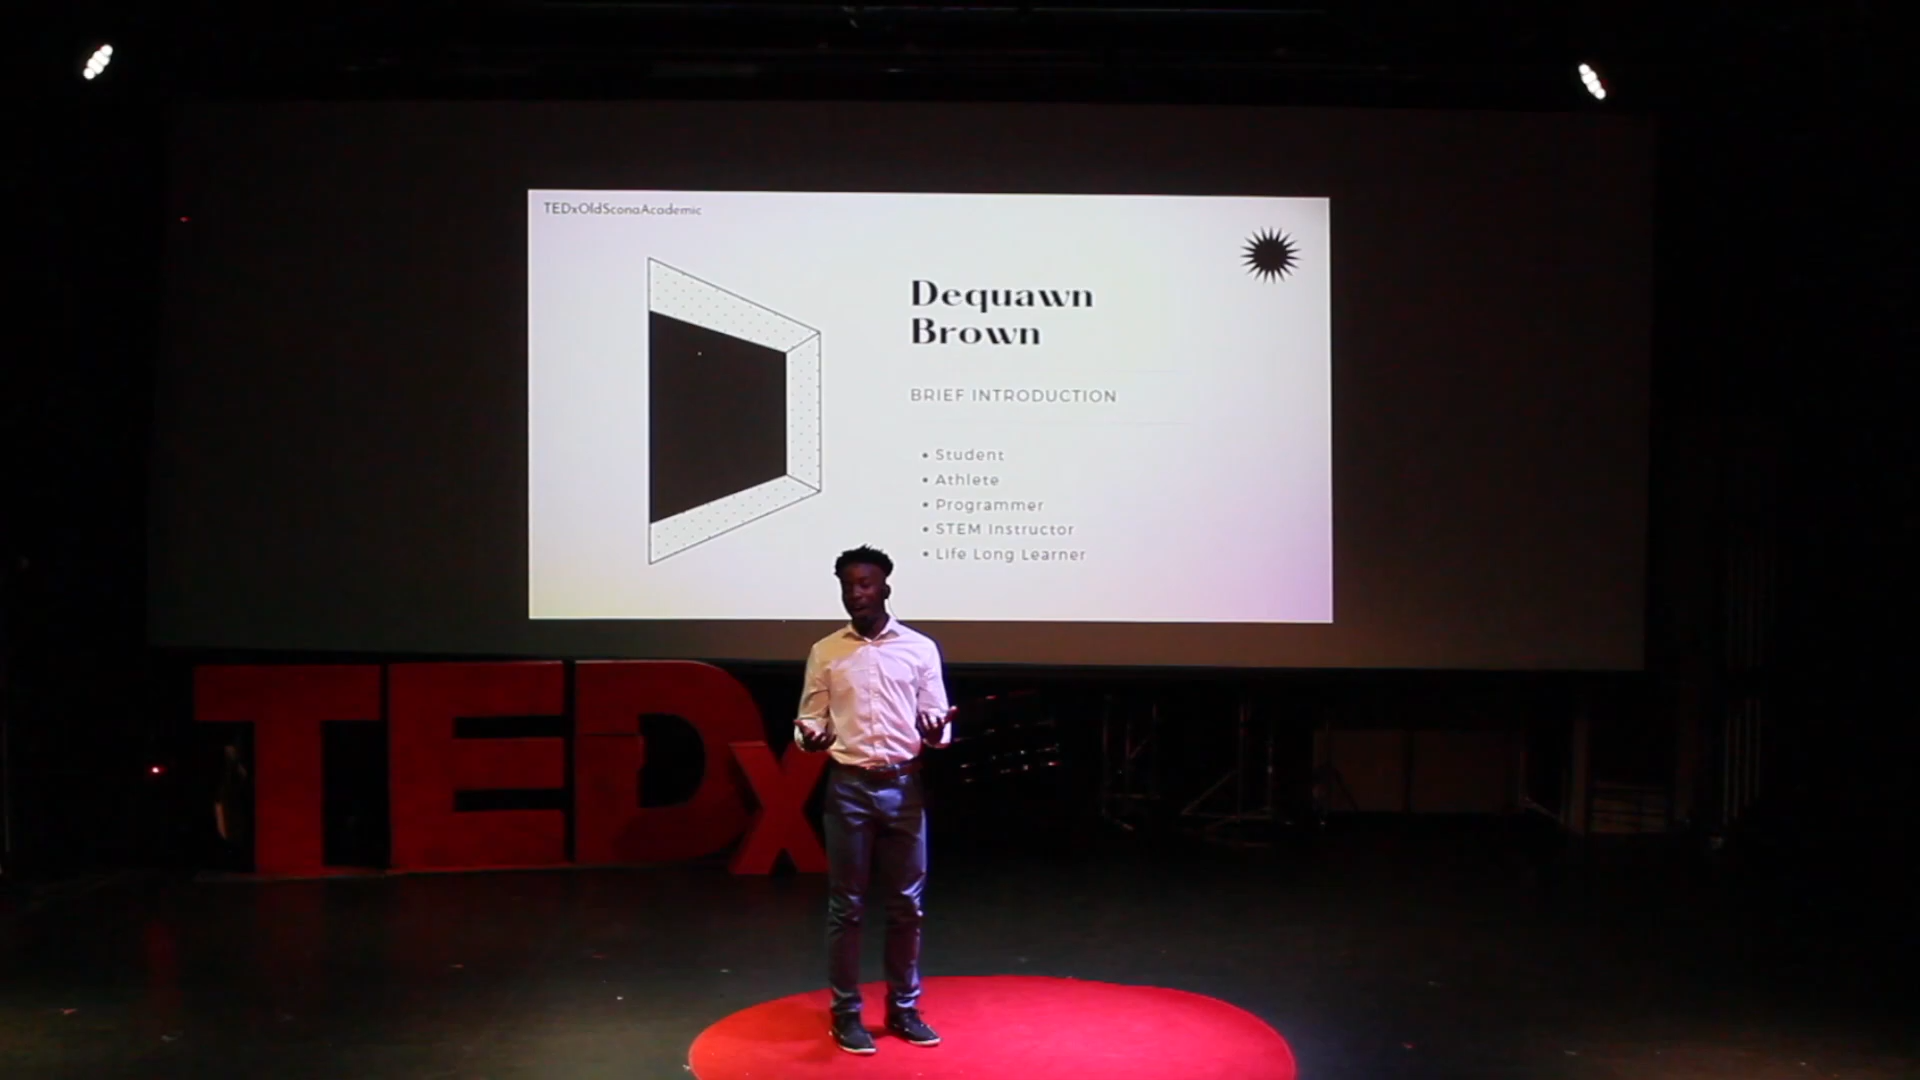 TEDxOldSconaAcademic
Dequawn
Brown
BRIEF INTRODUCTION
• Student
• Athlete
• Programmer
• STEM Instructor
• Life Long Learner
TEDx